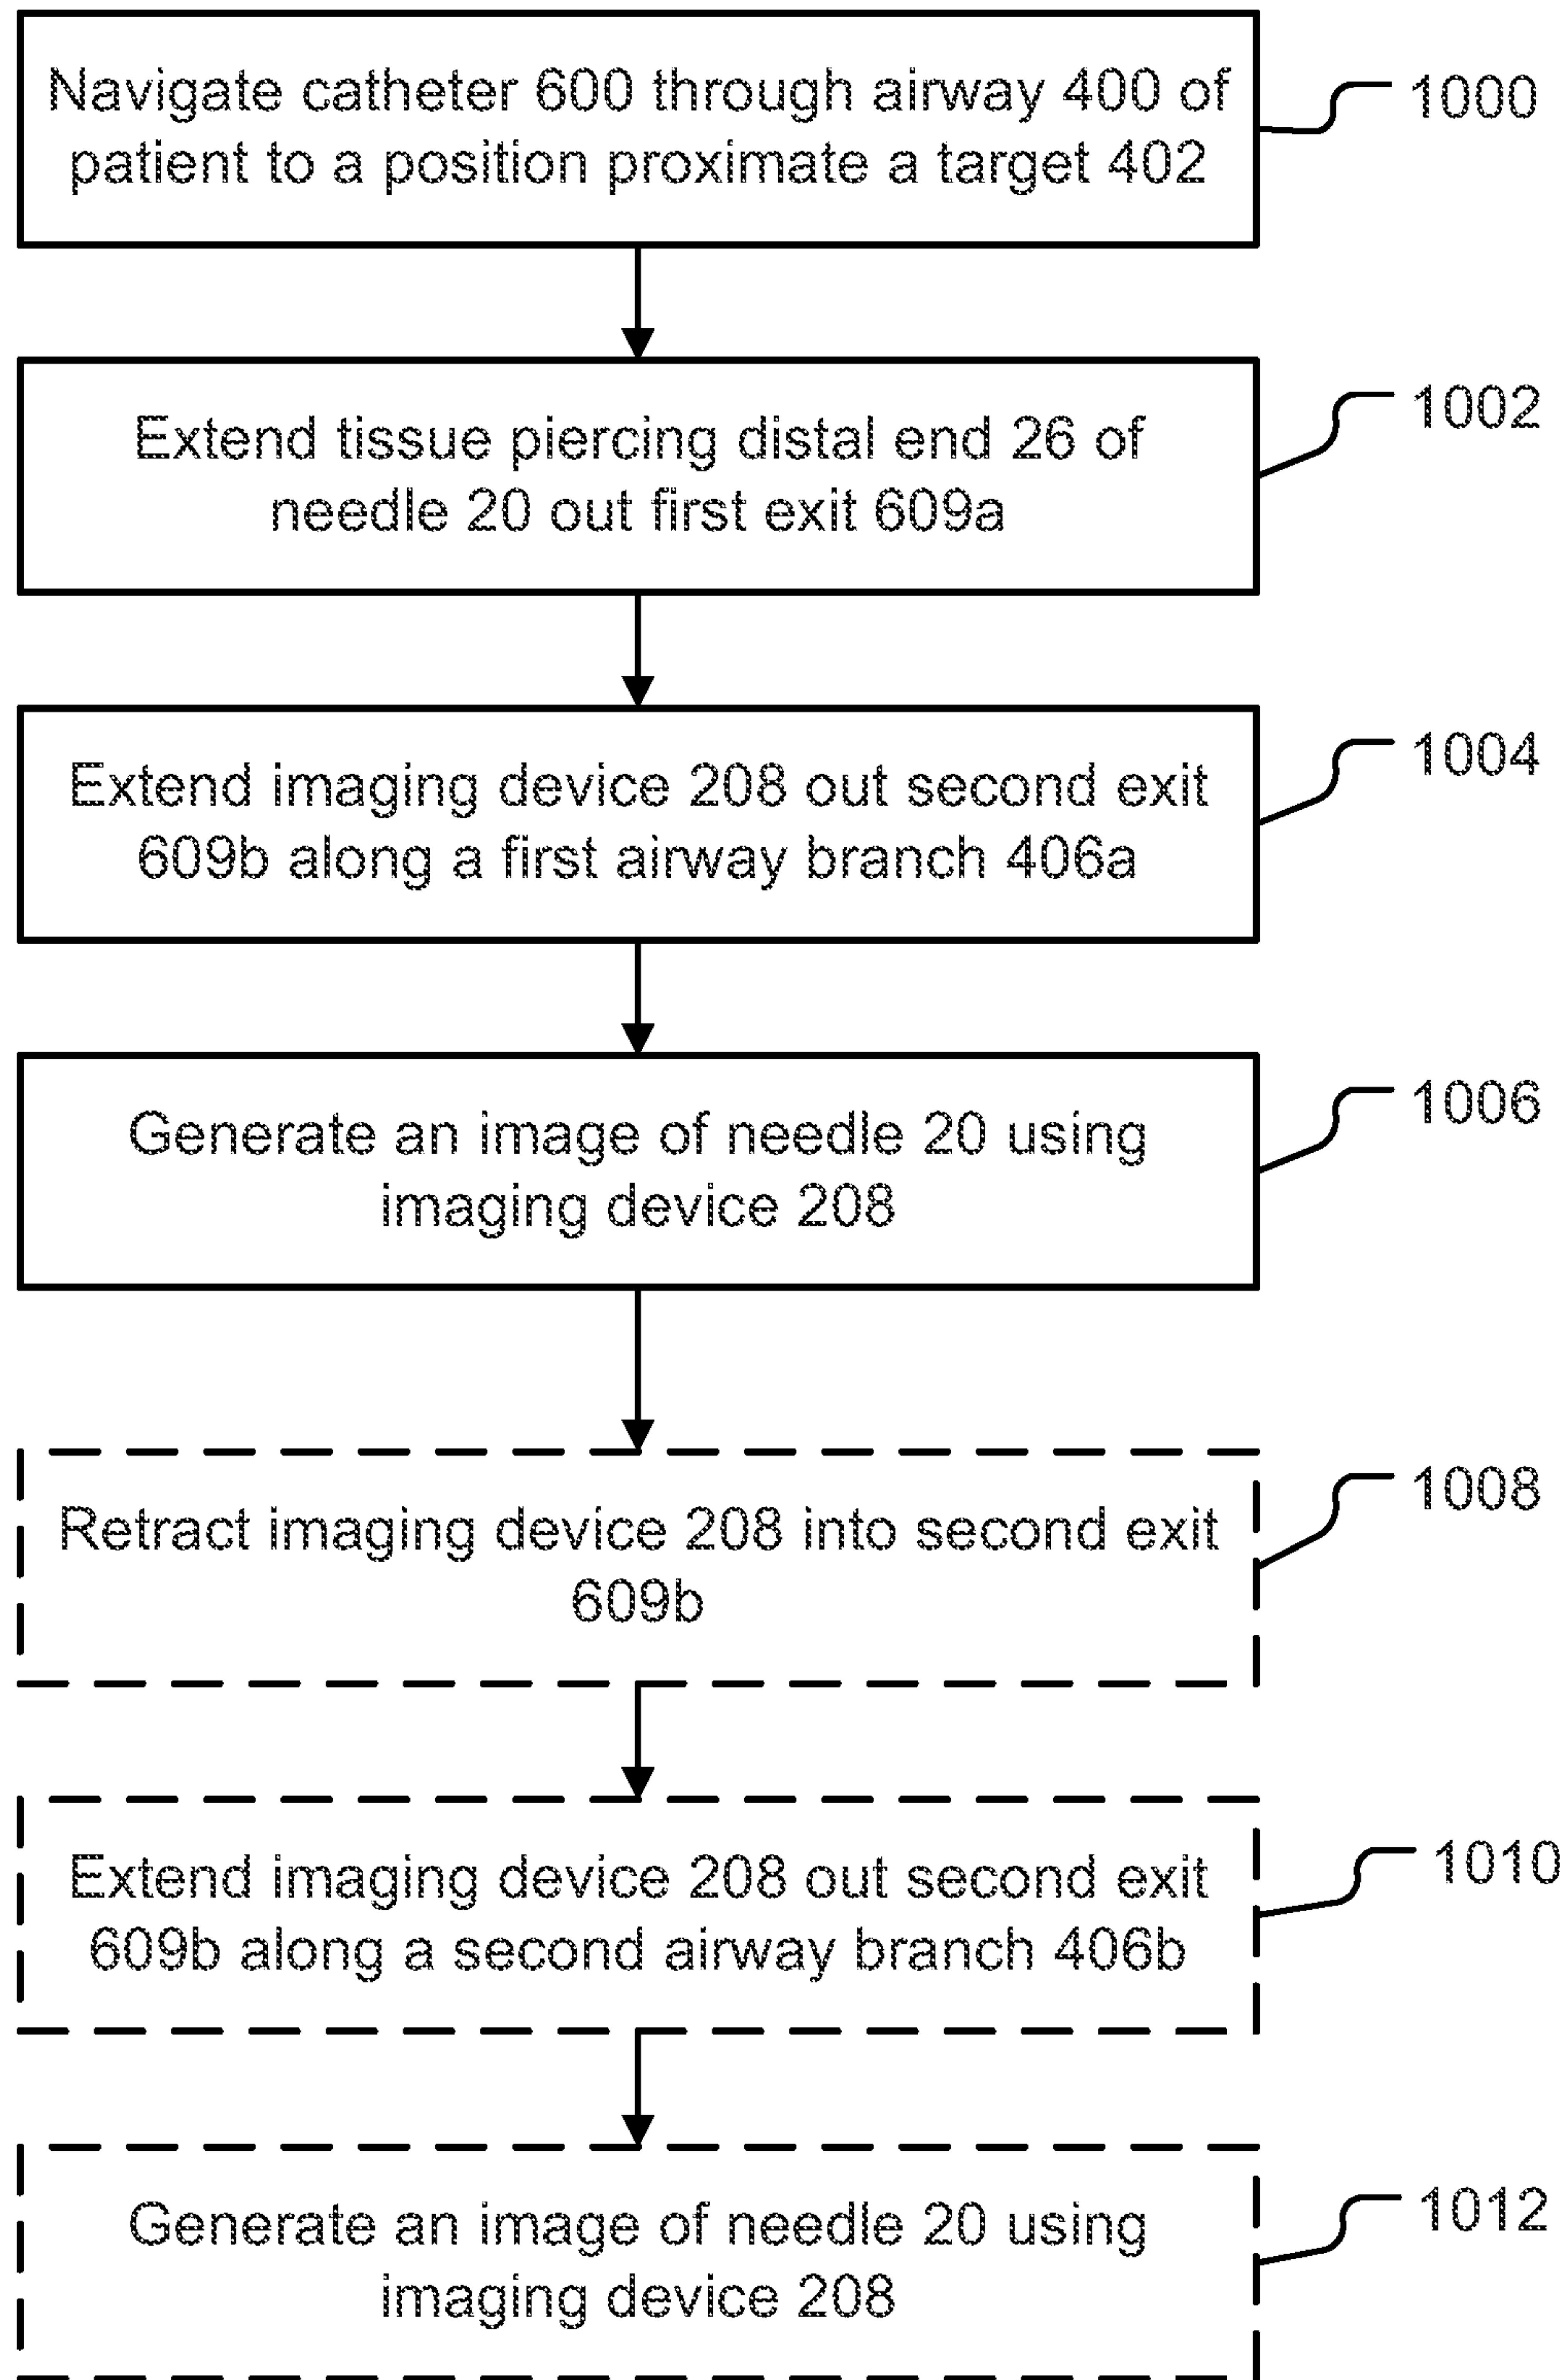 Navigate catheter 600 through airway 400 of
patient to a position proximate a target 402
1000
Extend tissue piercing distal end 26 of
needle 20 out first exit 609a
1002
Extend imaging device 208 out second exit
609b along a first airway branch 406a
1004
Generate an image of needle 20 using
imaging device 208
1006
Retract imaging device 208 into second exit
609b
1008
Extend imaging device 208 out second exit
609b along a second airway branch 406b
1010
Generate an image of needle 20 using
imaging device 208
1012